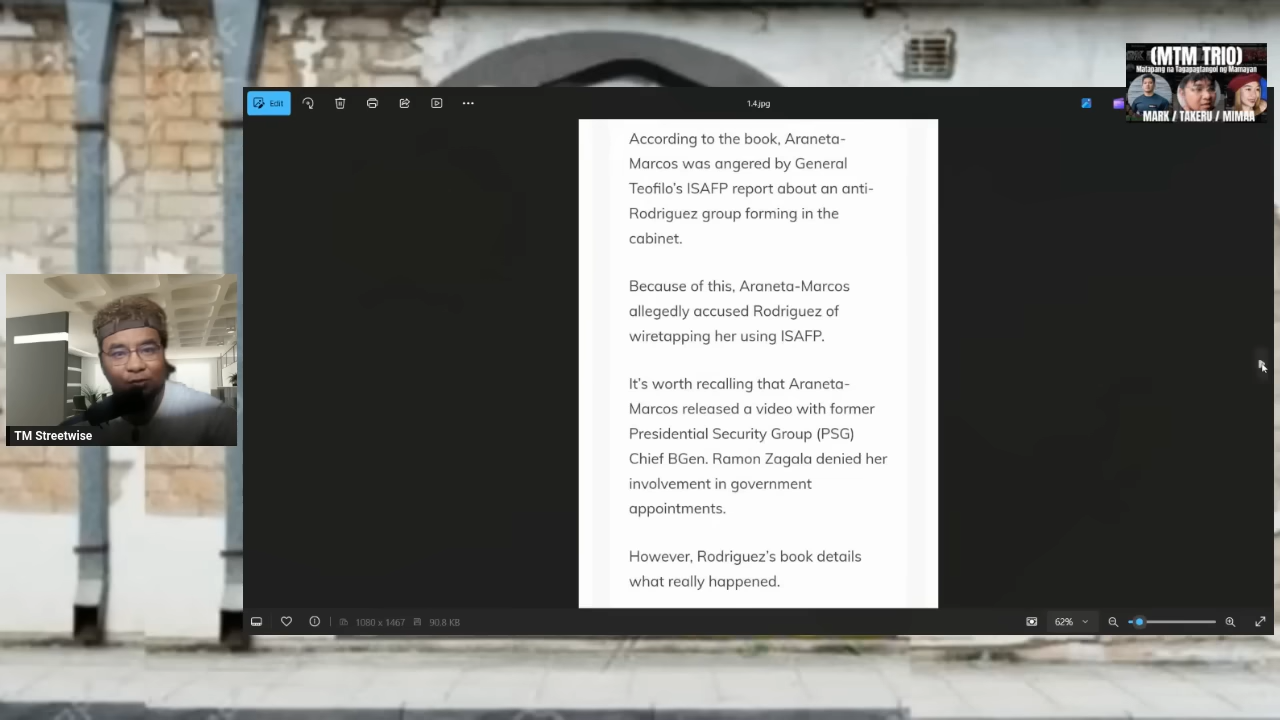 (MTM TRIO)
Matapang na Tagapagtanggol ng Mamayan
MARK / TAKERU / MIMAA
Edit
1.4.jpg
According to the book, Araneta-
Marcos was angered by General
Teofilo's ISAFP report about an anti-
Rodriguez group forming in the
cabinet.
Because of this, Araneta-Marcos
allegedly accused Rodriguez of
wiretapping her using ISAFP.
It's worth recalling that Araneta-
Marcos released a video with former
Presidential Security Group (PSG)
Chief BGen. Ramon Zagala denied her
involvement in government
appointments.
However, Rodriguez's book details
what really happened.
TM Streetwise
1080 x 1467
90.8 KB
62%